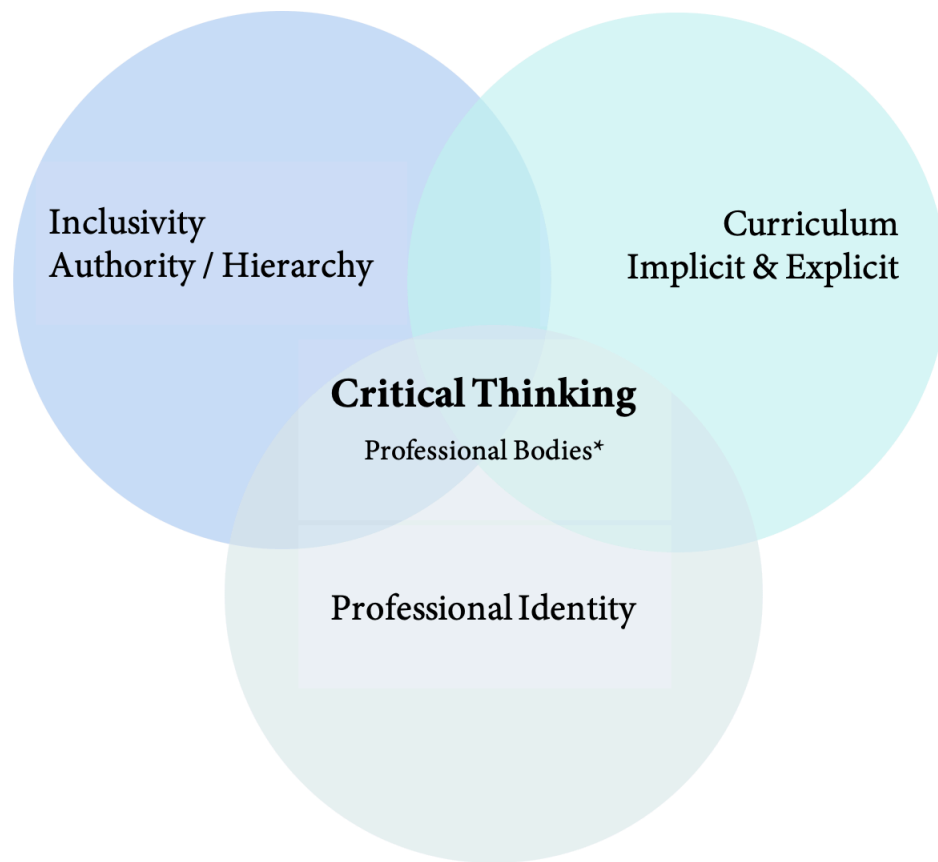 Inclusivity
Authority / Hierarchy
Curriculum
Implicit & Explicit
Critical Thinking
Professional Bodies*
Professional Identity